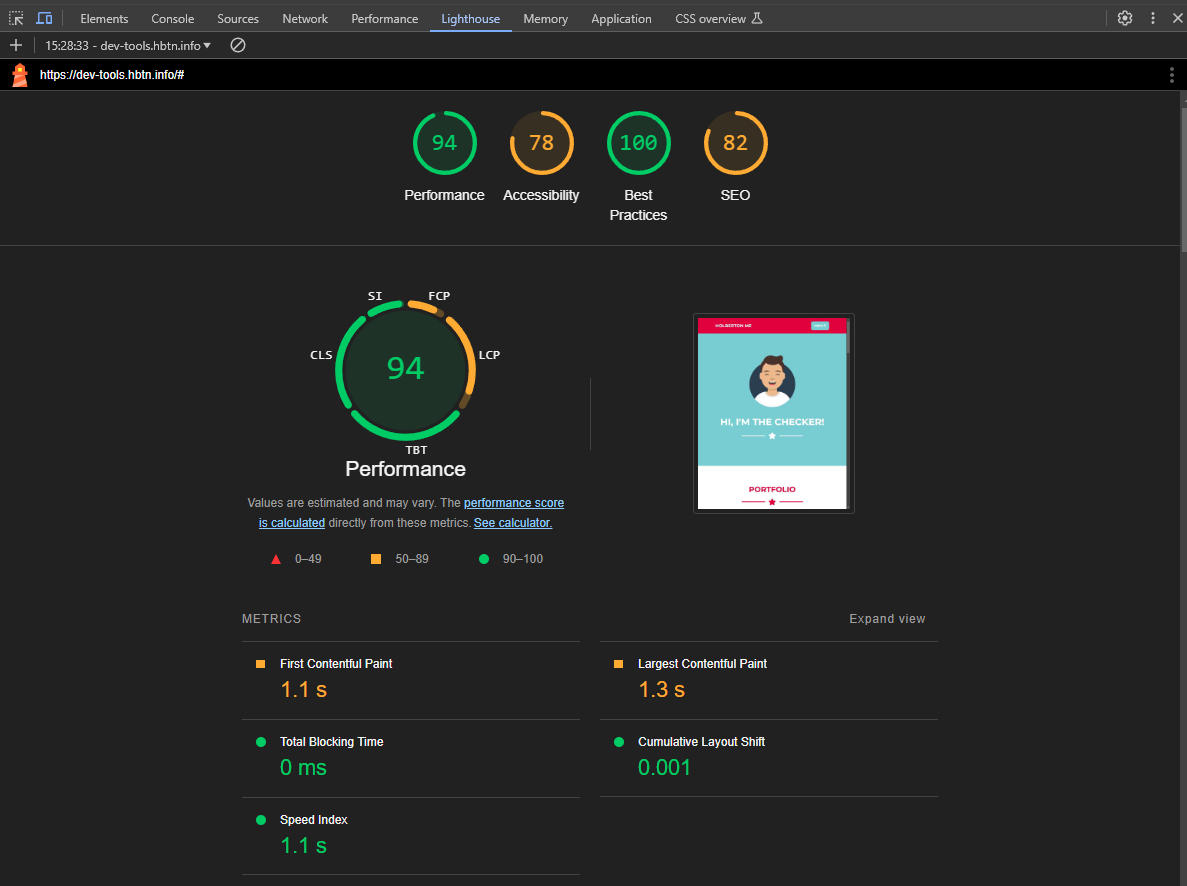 Elements Console Sources Network Performance Lighthouse Memory Application CSS overview
15:28:33 - dev-tools.hbtn.info
https://dev-tools.hbtn.info/#
94 78 100 82
Performance Accessibility Best Practices SEO
SI FCP
CLS LCP
94
TBT
Performance
Values are estimated and may vary. The performance score
is calculated directly from these metrics. See calculator.
0–49 50–89 90–100
HOLBERTON ME
HI, I'M THE CHECKER!
PORTFOLIO
METRICS Expand view
First Contentful Paint
1.1 s
Largest Contentful Paint
1.3 s
Total Blocking Time
0 ms
Cumulative Layout Shift
0.001
Speed Index
1.1 s